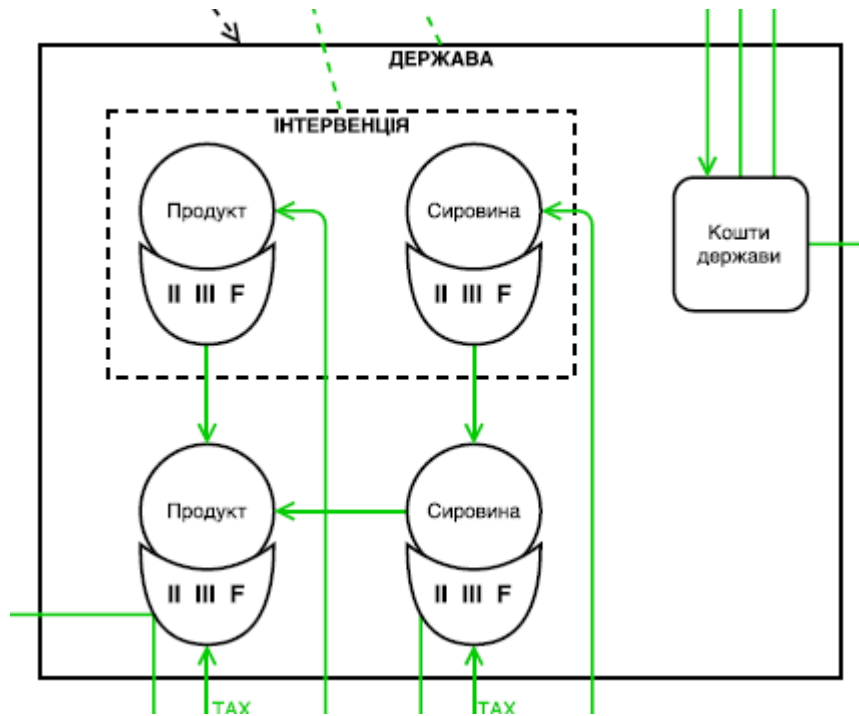 ДЕРЖАВА
ІНТЕРВЕНЦІЯ
Продукт
II III F
Сировина
II III F
Кошти
держави
Продукт
II III F
Сировина
II III F
TAX
TAX